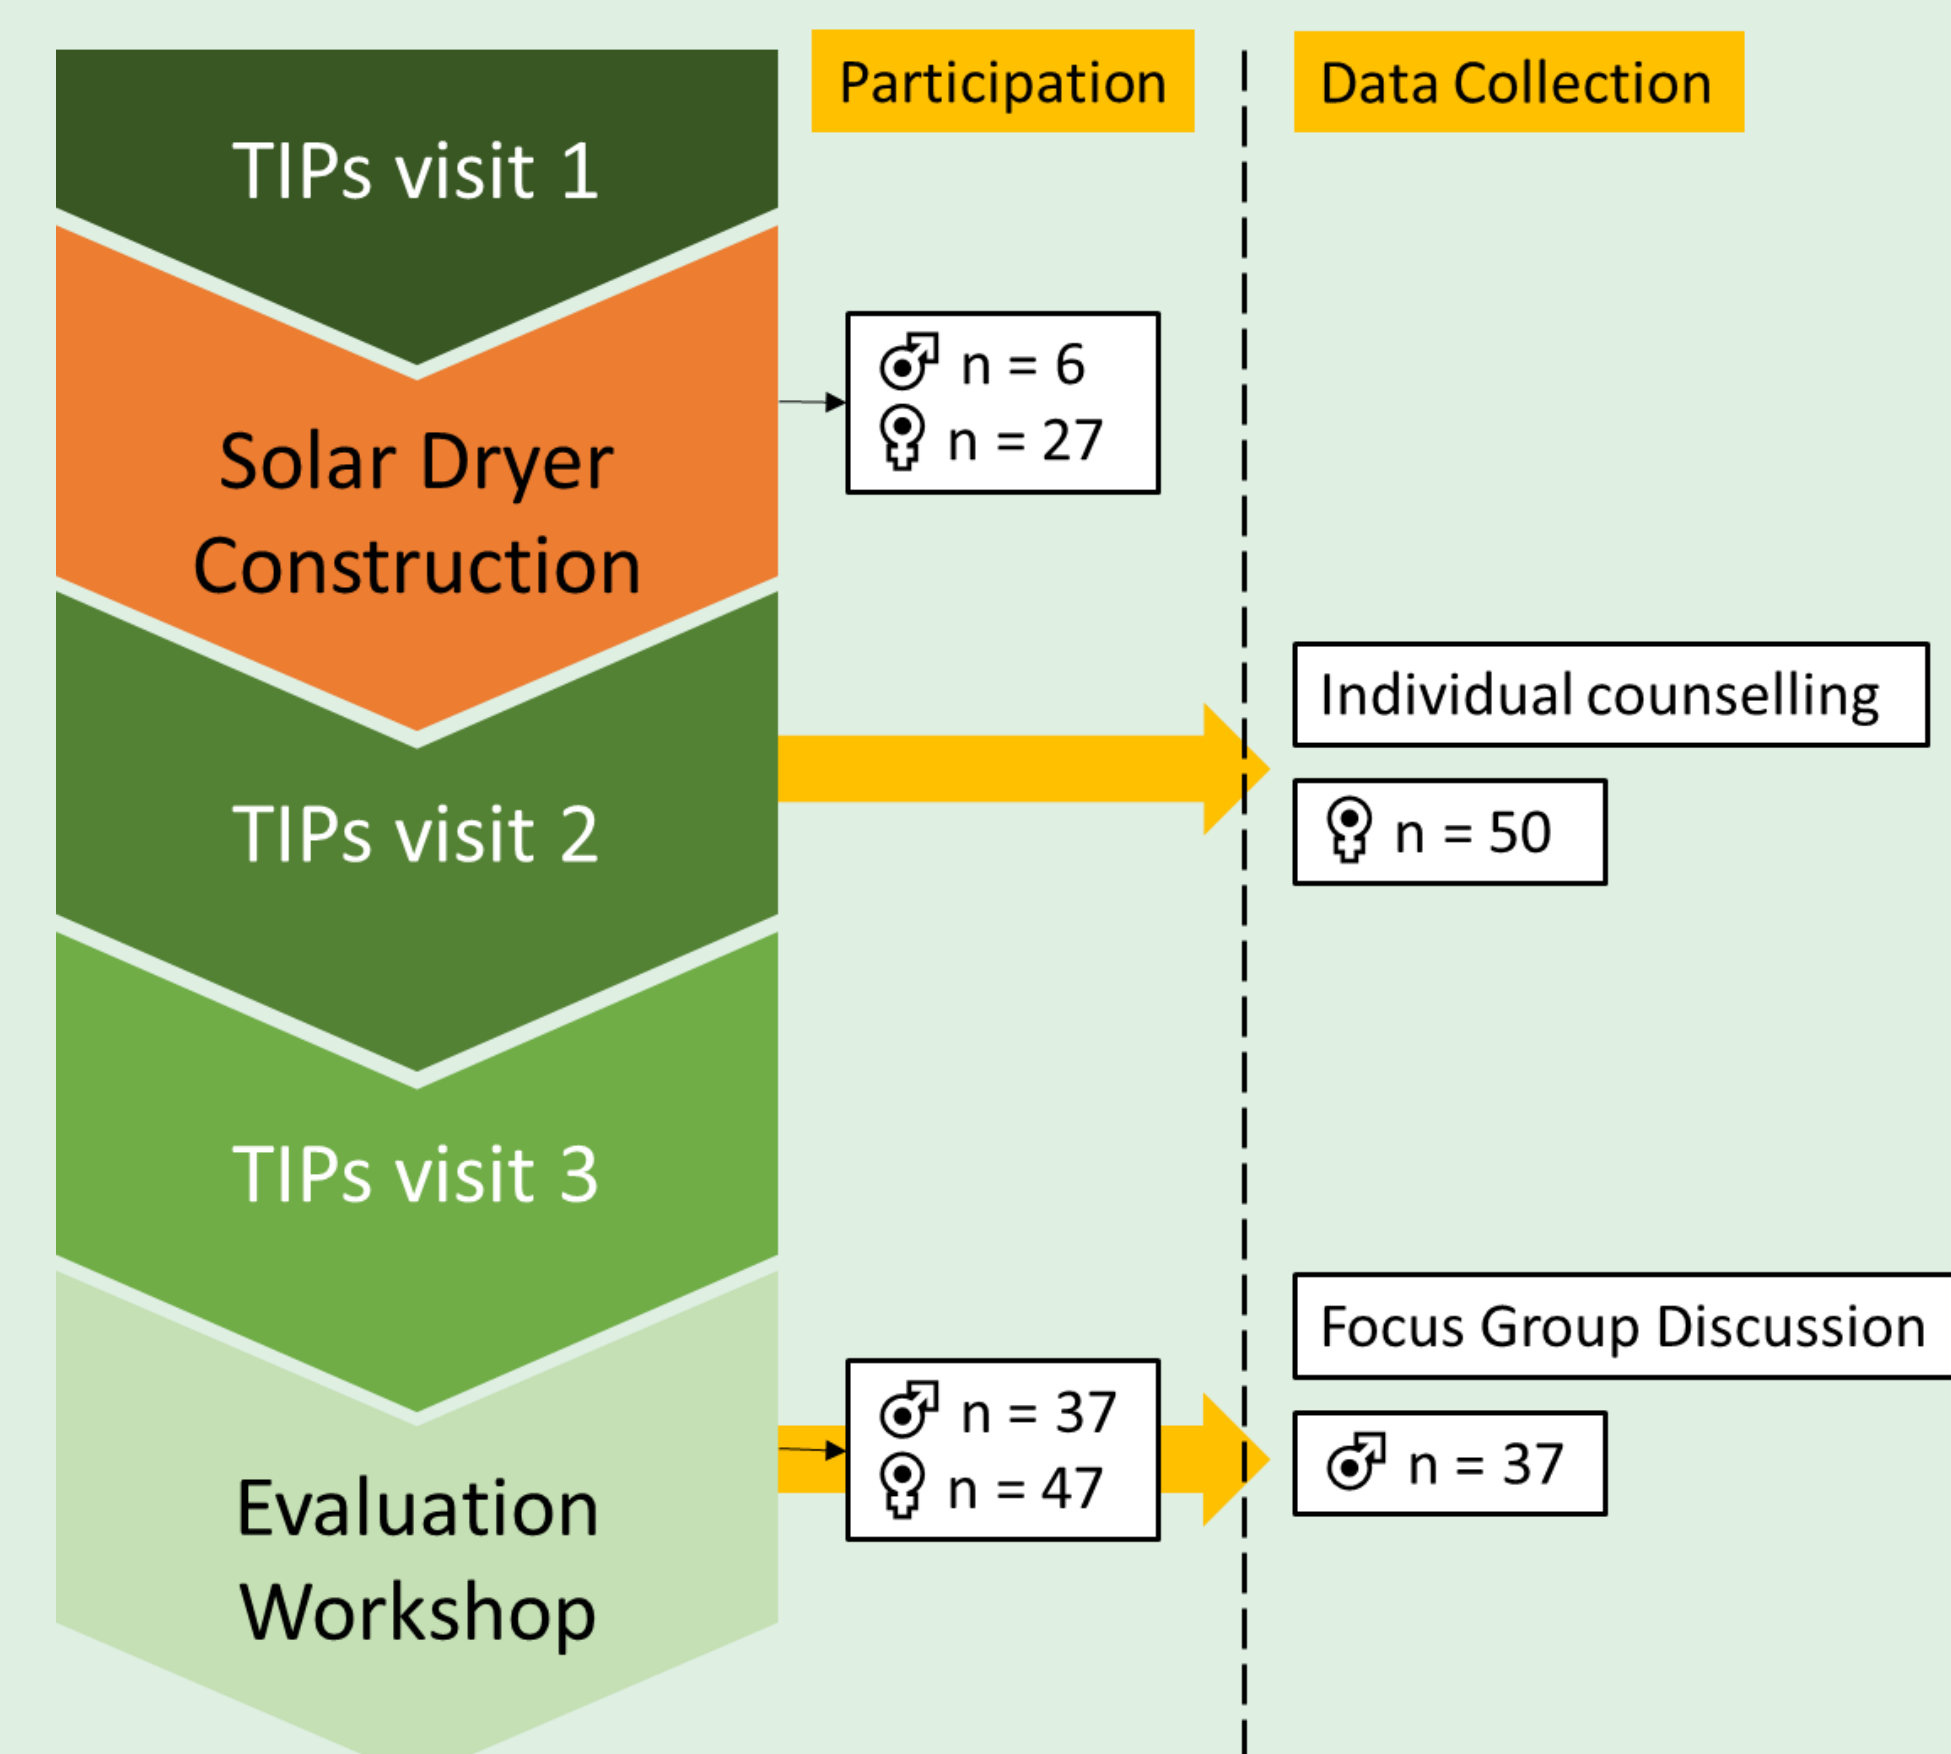 Participation
Data Collection
TIPs visit 1
♂ n = 6
♀ n = 27
Solar Dryer
Construction
Individual counselling
♀ n = 50
TIPs visit 2
TIPs visit 3
Focus Group Discussion
♂ n = 37
♀ n = 47
♂ n = 37
Evaluation
Workshop